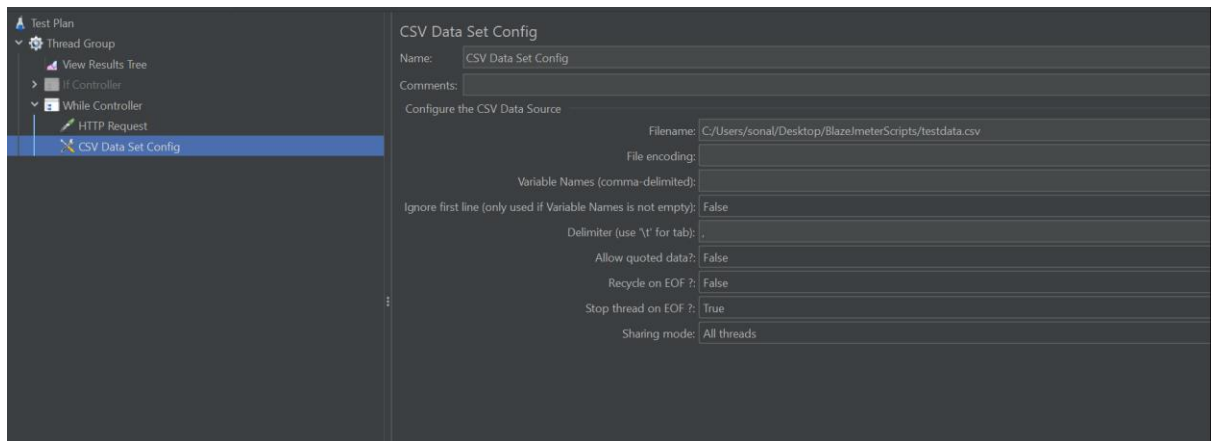 Test Plan
Thread Group
View Results Tree
If Controller
While Controller
HTTP Request
CSV Data Set Config
CSV Data Set Config
Name: CSV Data Set Config
Comments:
Configure the CSV Data Source
Filename: C:/Users/sonal/Desktop/BlazeJmeterScripts/testdata.csv
File encoding:
Variable Names (comma-delimited):
Ignore first line (only used if Variable Names is not empty): False
Delimiter (use '\t' for tab): ,
Allow quoted data?: False
Recycle on EOF ?: False
Stop thread on EOF ?: True
Sharing mode: All threads